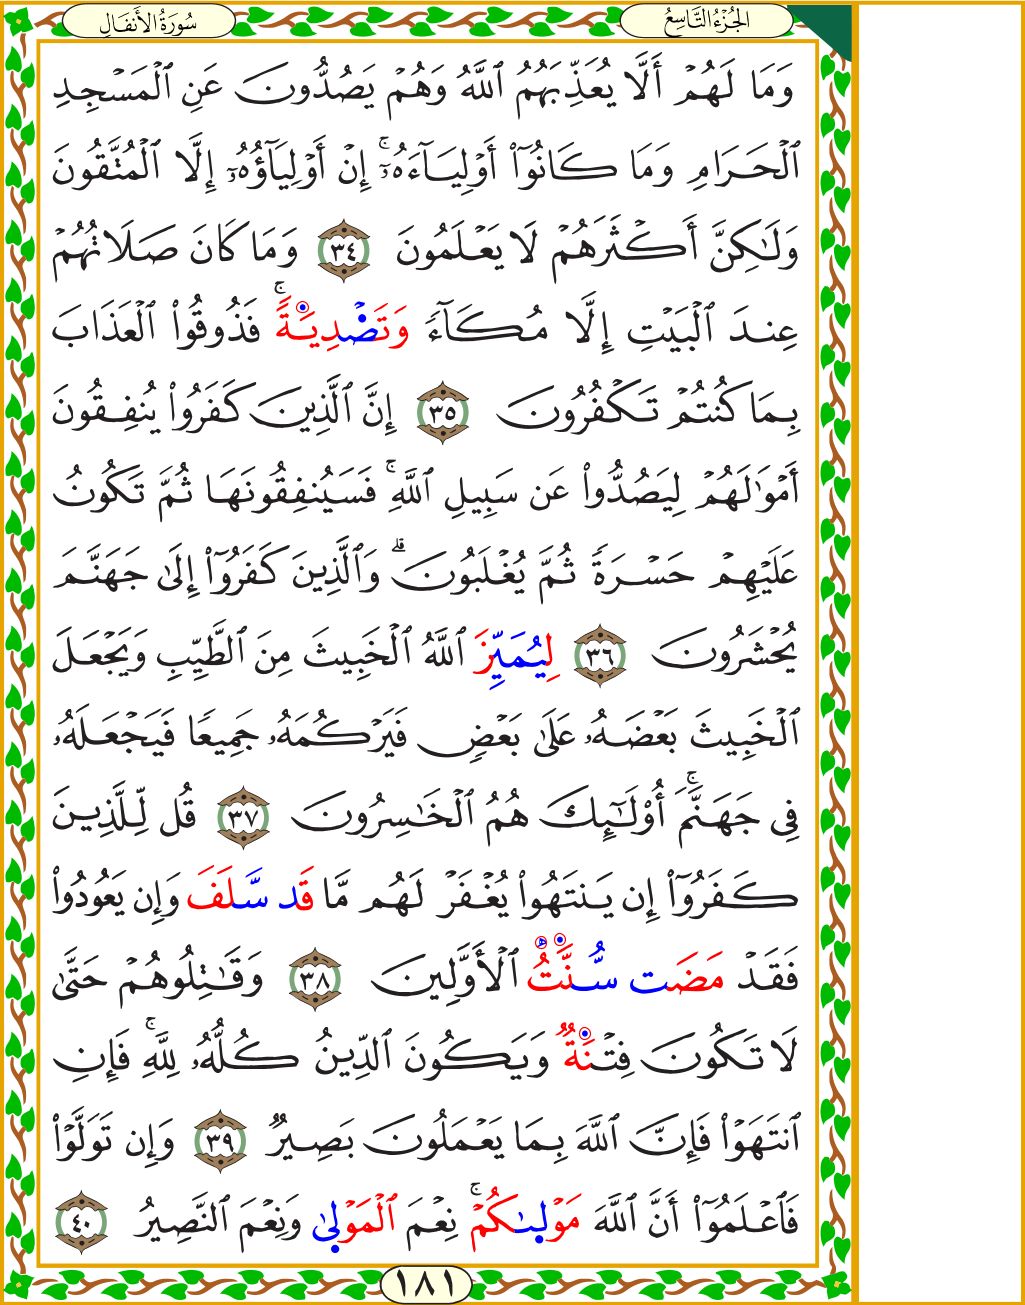 الجُزْءُ التَّاسِعُ
سُورَةُ الأَنفَالِ
وَمَا لَهُمْ أَلَّا يُعَذِّبَهُمُ ٱللَّهُ وَهُمْ يَصُدُّونَ عَنِ ٱلْمَسْجِدِ
ٱلْحَرَامِ وَمَا كَانُوٓا۟ أَوْلِيَآءَهُۥٓ ۚ إِنْ أَوْلِيَآؤُهُۥٓ إِلَّا ٱلْمُتَّقُونَ
وَلَٰكِنَّ أَكْثَرَهُمْ لَا يَعْلَمُونَ ٣٤ وَمَا كَانَ صَلَاتُهُمْ
عِندَ ٱلْبَيْتِ إِلَّا مُكَآءً وَتَصْدِيَةً ۚ فَذُوقُوا۟ ٱلْعَذَابَ
بِمَا كُنتُمْ تَكْفُرُونَ ٣٥ إِنَّ ٱلَّذِينَ كَفَرُوا۟ يُنفِقُونَ
أَمْوَٰلَهُمْ لِيَصُدُّوا۟ عَن سَبِيلِ ٱللَّهِ ۚ فَسَيُنفِقُونَهَا ثُمَّ تَكُونُ
عَلَيْهِمْ حَسْرَةً ثُمَّ يُغْلَبُونَ ۗ وَٱلَّذِينَ كَفَرُوٓا۟ إِلَىٰ جَهَنَّمَ
يُحْشَرُونَ ٣٦ لِيُمَيِّزَ ٱللَّهُ ٱلْخَبِيثَ مِنَ ٱلطَّيِّبِ وَيَجْعَلَ
ٱلْخَبِيثَ بَعْضَهُۥ عَلَىٰ بَعْضٍ فَيَرْكُمَهُۥ جَمِيعًا فَيَجْعَلَهُۥ
فِى جَهَنَّمَ ۚ أُو۟لَٰٓئِكَ هُمُ ٱلْخَٰسِرُونَ ٣٧ قُل لِّلَّذِينَ
كَفَرُوٓا۟ إِن يَنتَهُوا۟ يُغْفَرْ لَهُم مَّا قَد سَّلَفَ وَإِن يَعُودُوا۟
فَقَدْ مَضَت سُّنَّتُ ٱلْأَوَّلِينَ ٣٨ وَقَٰتِلُوهُمْ حَتَّىٰ
لَا تَكُونَ فِتْنَةٌ وَيَكُونَ ٱلدِّينُ كُلُّهُۥ لِلَّهِ ۚ فَإِنِ
ٱنتَهَوْا۟ فَإِنَّ ٱللَّهَ بِمَا يَعْمَلُونَ بَصِيرٌ ٣٩ وَإِن تَوَلَّوْا۟
فَٱعْلَمُوٓا۟ أَنَّ ٱللَّهَ مَوْلَىٰكُمْ ۚ نِعْمَ ٱلْمَوْلَىٰ وَنِعْمَ ٱلنَّصِيرُ ٤٠
١٨١